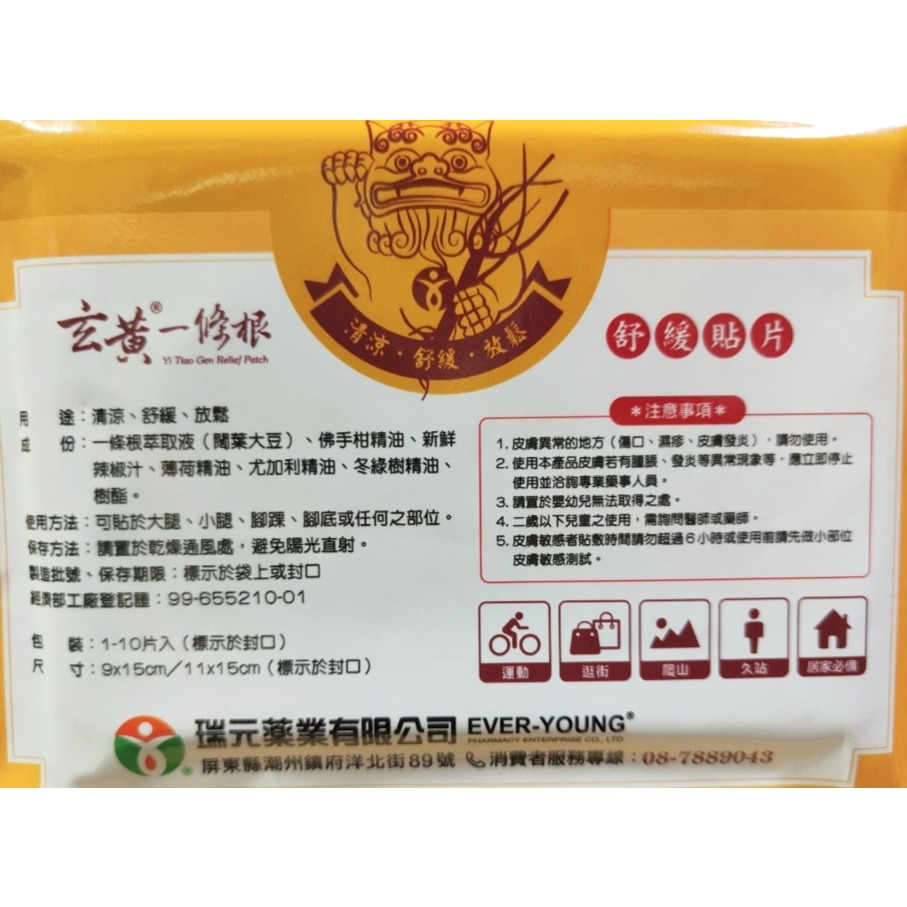 清涼・舒緩・放鬆
玄黃®一條根
Yi Tiao Gen Relief Patch
舒緩貼片
用　途：清涼、舒緩、放鬆
成　份：一條根萃取液（闊葉大豆）、佛手柑精油、新鮮
辣椒汁、薄荷精油、尤加利精油、冬綠樹精油、
樹酯。
使用方法：可貼於大腿、小腿、腳踝、腳底或任何之部位。
保存方法：請置於乾燥通風處，避免陽光直射。
製造批號、保存期限：標示於袋上或封口
經濟部工廠登記證：99-655210-01
包　裝：1-10片入（標示於封口）
尺　寸：9x15cm／11x15cm（標示於封口）
＊注意事項＊
1. 皮膚異常的地方（傷口、濕疹、皮膚發炎），請勿使用。
2. 使用本產品皮膚若有腫脹、發炎等異常現象等，應立即停止
使用並洽詢專業藥事人員。
3. 請置於嬰幼兒無法取得之處。
4. 二歲以下兒童之使用，需詢問醫師或藥師。
5. 皮膚敏感者貼敷時間請勿超過6小時或使用前請先做小部位
皮膚敏感測試。
運動 逛街 爬山 久站 居家必備
瑞元藥業有限公司 EVER-YOUNG®
PHARMACY ENTERPRISE CO., LTD.
屏東縣潮州鎮府洋北街89號 消費者服務專線：08-7889043